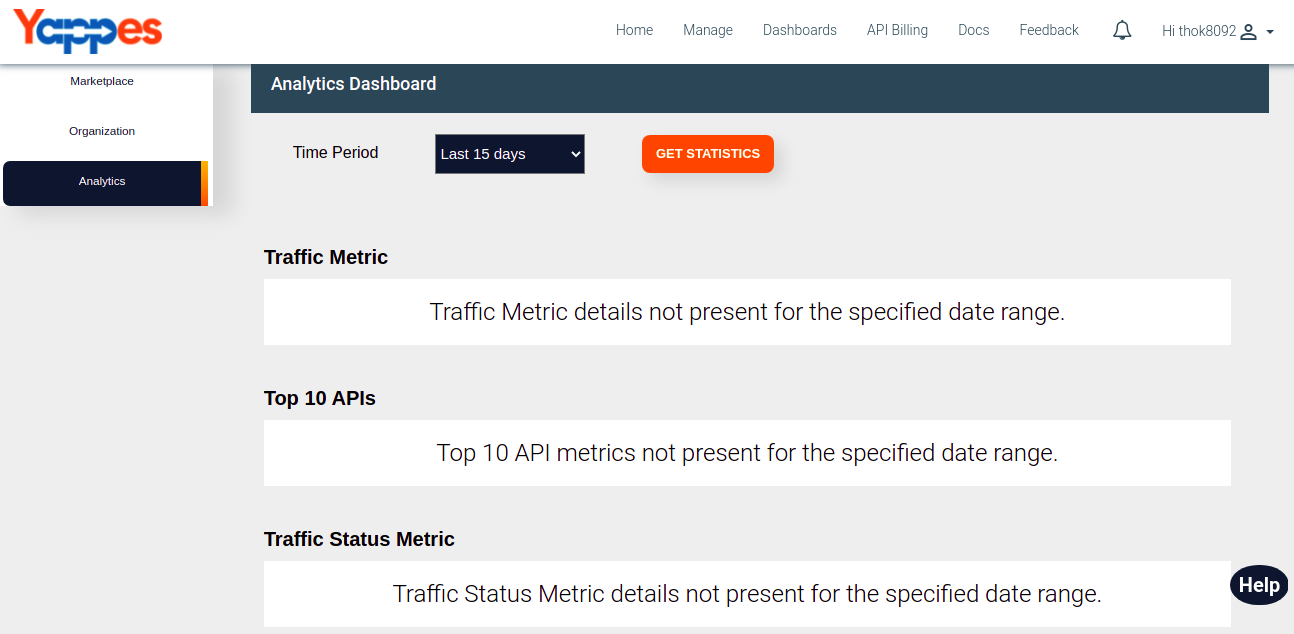 Yappes
Home Manage Dashboards API Billing Docs Feedback Hi thok8092
Marketplace
Organization
Analytics
Analytics Dashboard
Time Period Last 15 days GET STATISTICS
Traffic Metric
Traffic Metric details not present for the specified date range.
Top 10 APIs
Top 10 API metrics not present for the specified date range.
Traffic Status Metric
Traffic Status Metric details not present for the specified date range.
Help